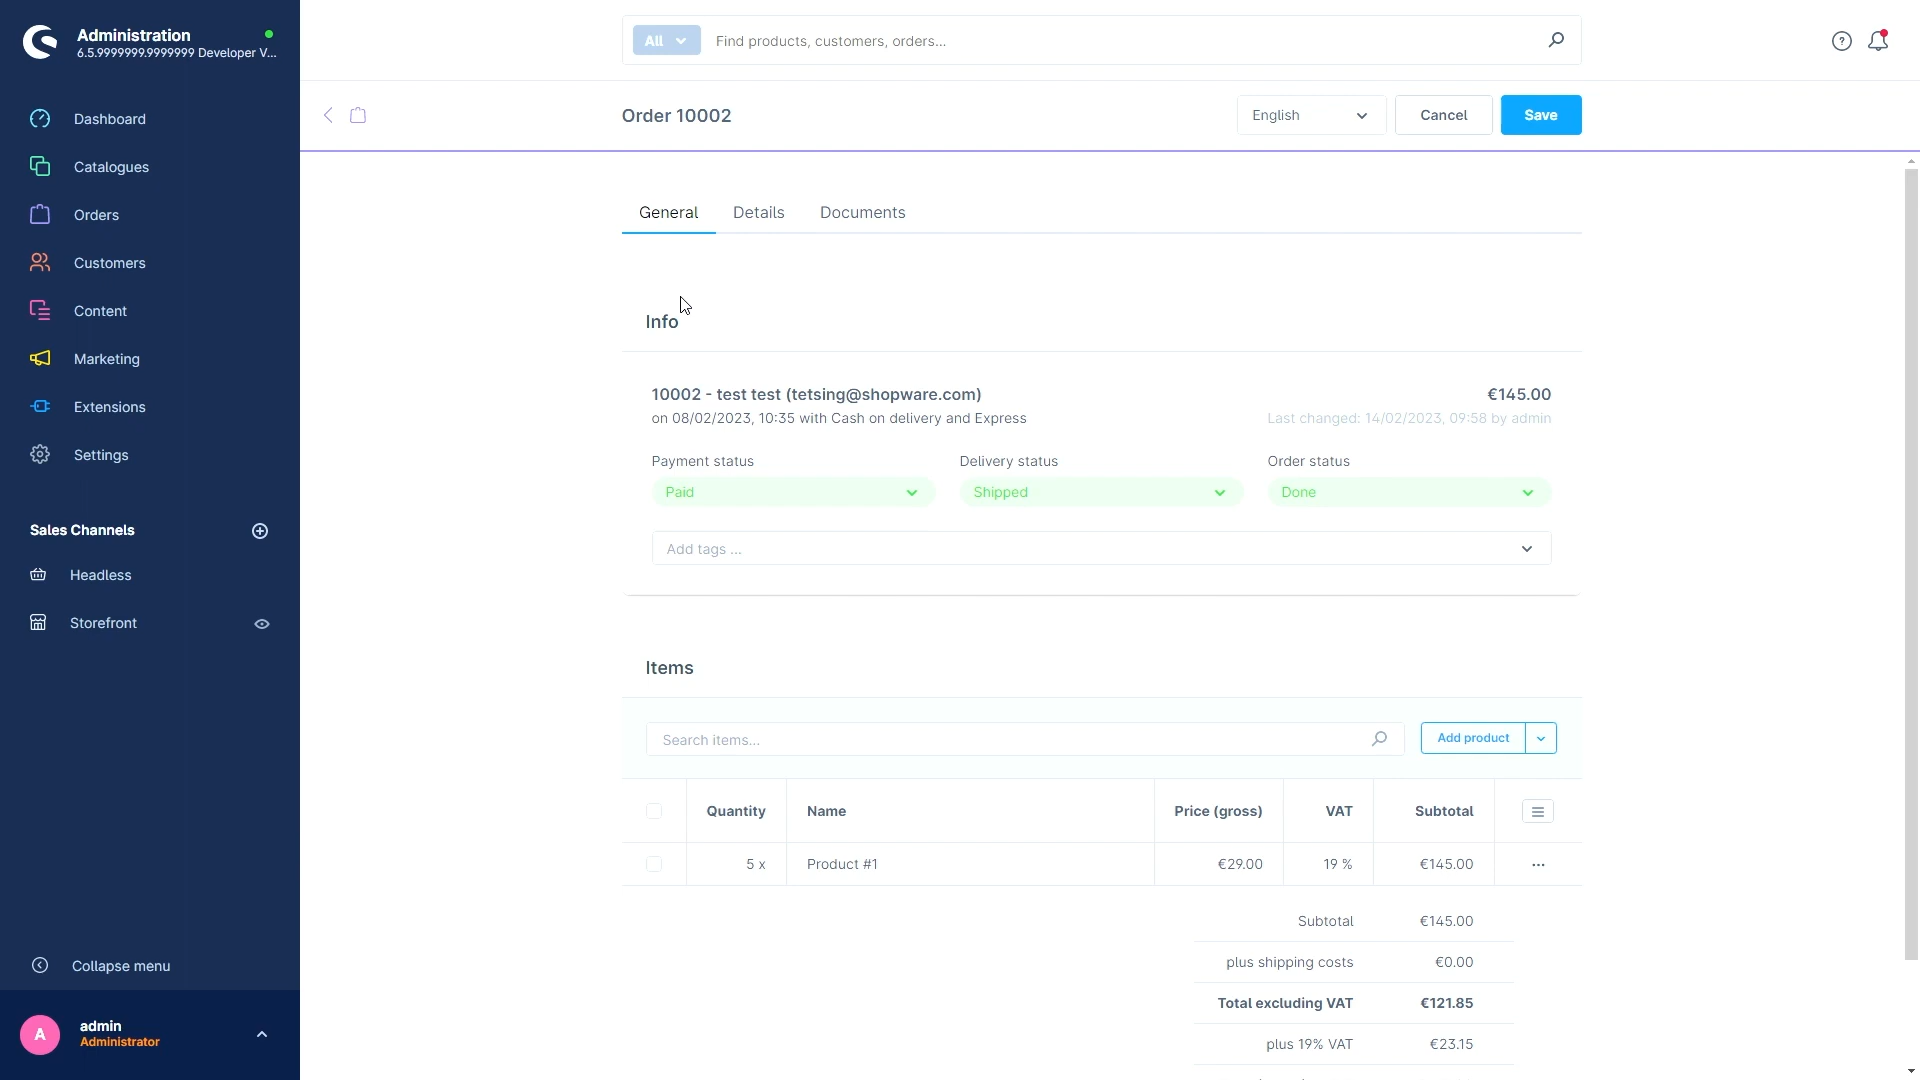 Administration
6.5.9999999.9999999 Developer V...
Dashboard
Catalogues
Orders
Customers
Content
Marketing
Extensions
Settings
Sales Channels
Headless
Storefront
Collapse menu
A
admin
Administrator
All
Find products, customers, orders...
Order 10002
English
Cancel
Save
General Details Documents
Info
10002 - test test (tetsing@shopware.com) €145.00
on 08/02/2023, 10:35 with Cash on delivery and Express Last changed: 14/02/2023, 09:58 by admin
Payment status Delivery status Order status
Paid Shipped Done
Add tags ...
Items
Search items...
Add product
Quantity Name Price (gross) VAT Subtotal
5 x Product #1 €29.00 19 % €145.00 ...
Subtotal €145.00
plus shipping costs €0.00
Total excluding VAT €121.85
plus 19% VAT €23.15